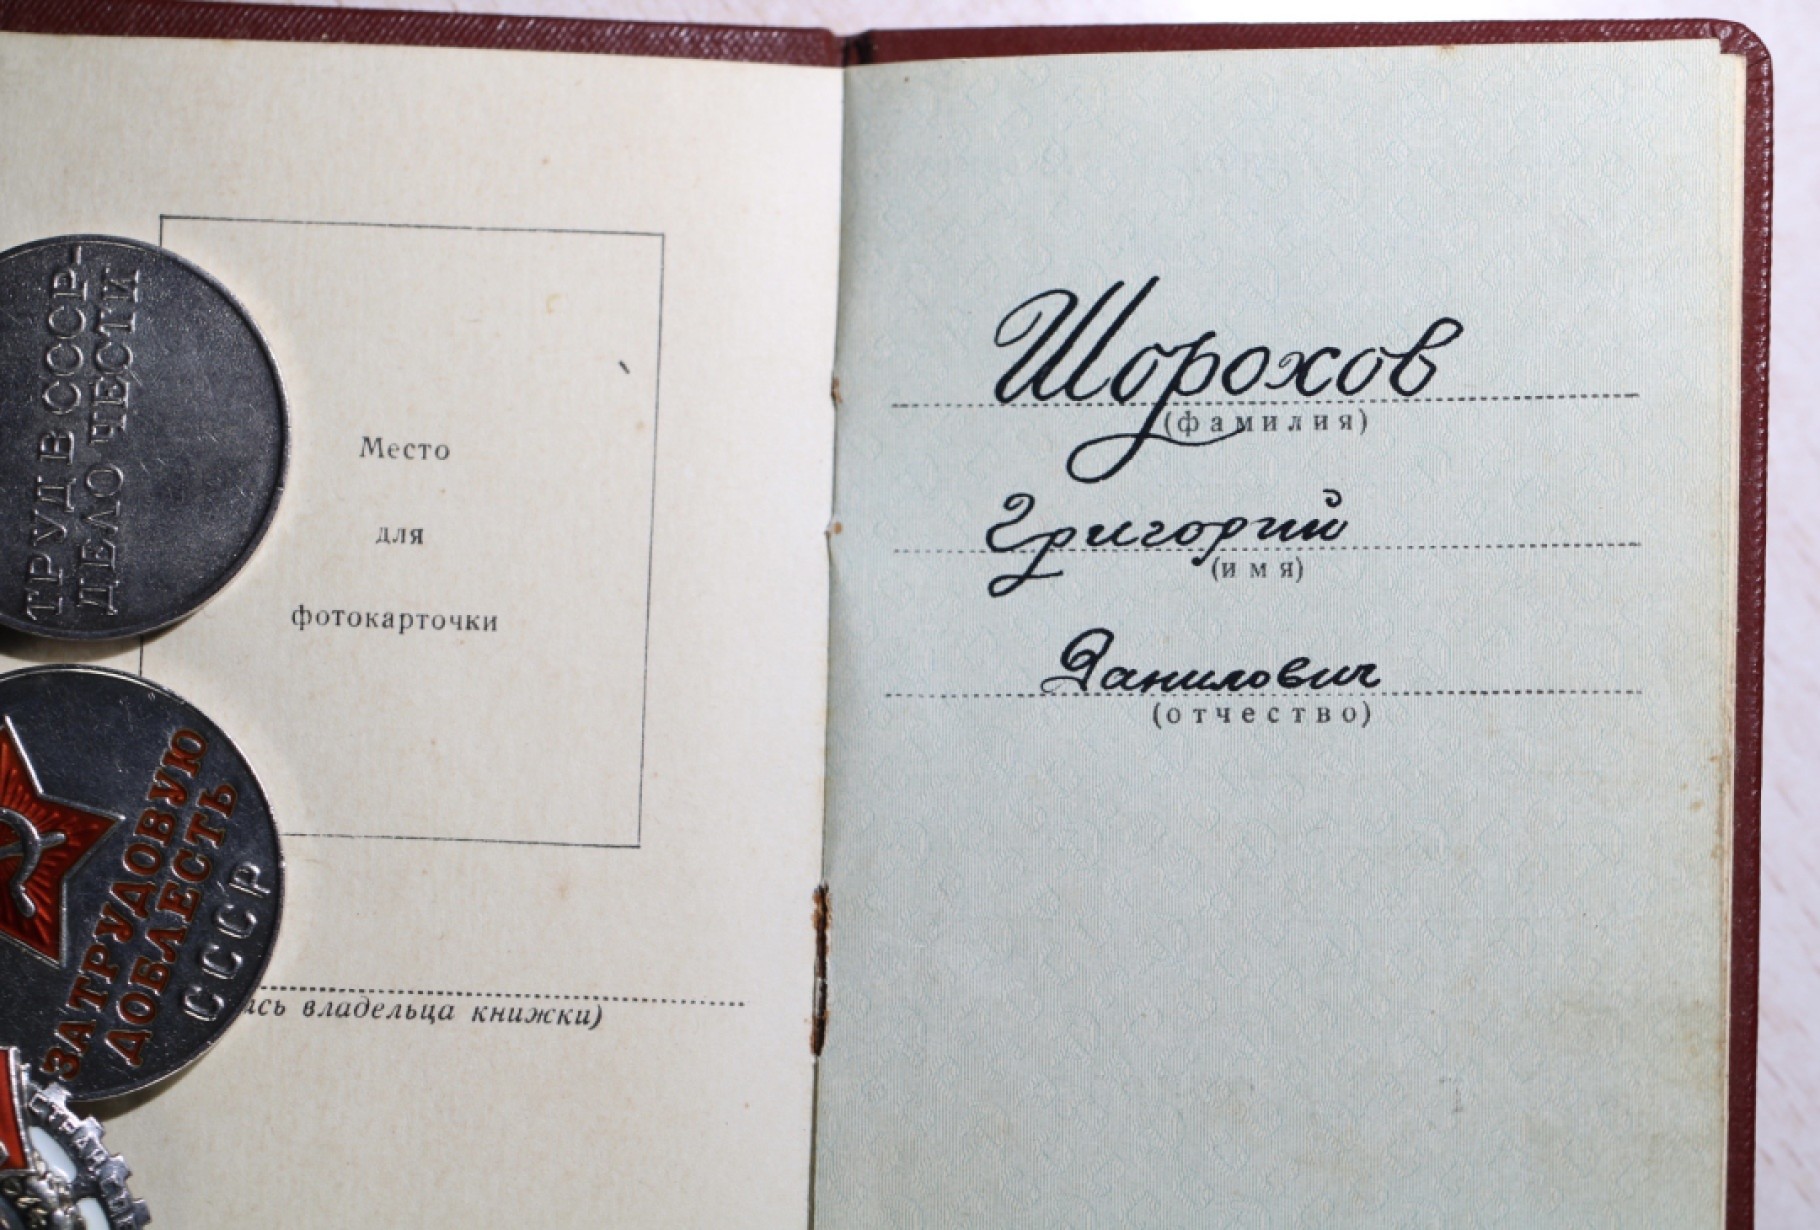 ТРУД В СССР-
ДЕЛО ЧЕСТИ
ЗА ТРУДОВУЮ
ДОБЛЕСТЬ
СССР
Место
для
фотокарточки
владельца книжки)
Шорохов
(фамилия)
Григорий
(имя)
Данилович
(отчество)